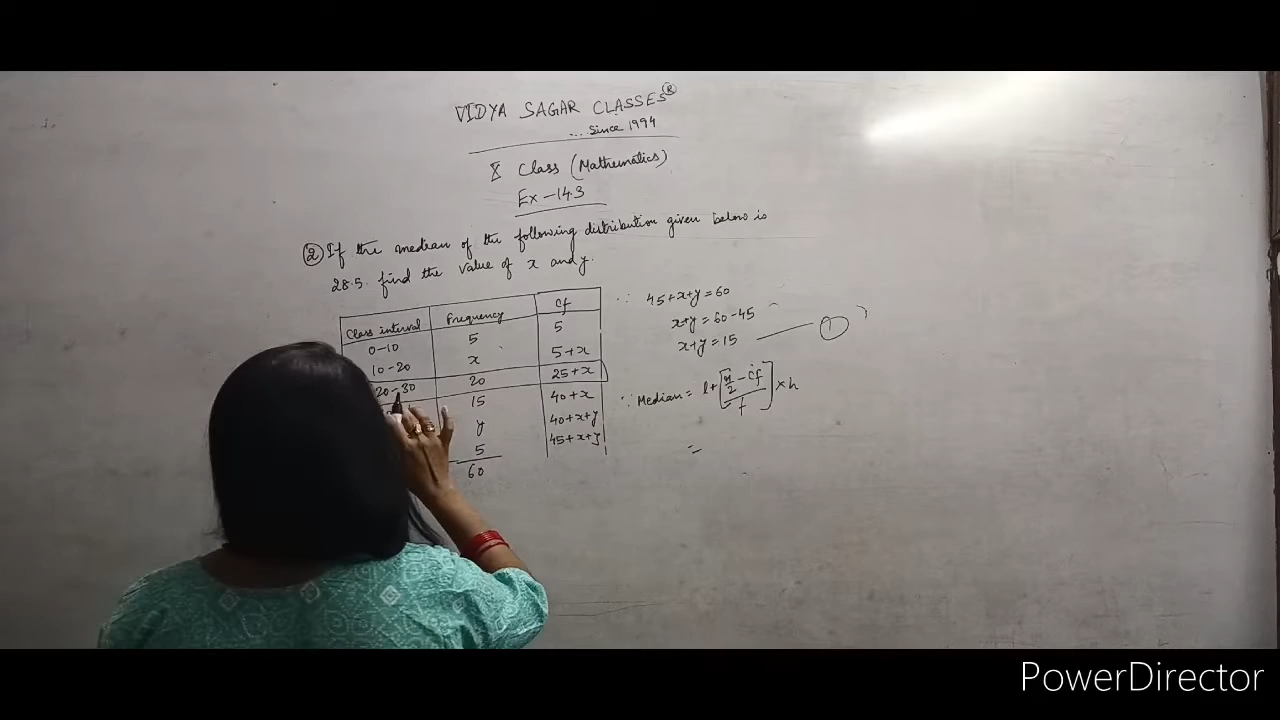 VIDYA SAGAR CLASSES®
... Since 1994
X Class (Mathematics)
Ex - 14.3
② If the median of the following distribution given below is
28.5. find the value of x and y.
Class interval Frequency Cf
0-10 5 5
10-20 x 5+x
20-30 20 25+x
15 40+x
y 40+x+y
5 45+x+y
60
∵ 45+x+y=60
x+y=60-45
x+y=15 —— ①
∵ Median = l+[n/2 - cf / f] × h
=
PowerDirector